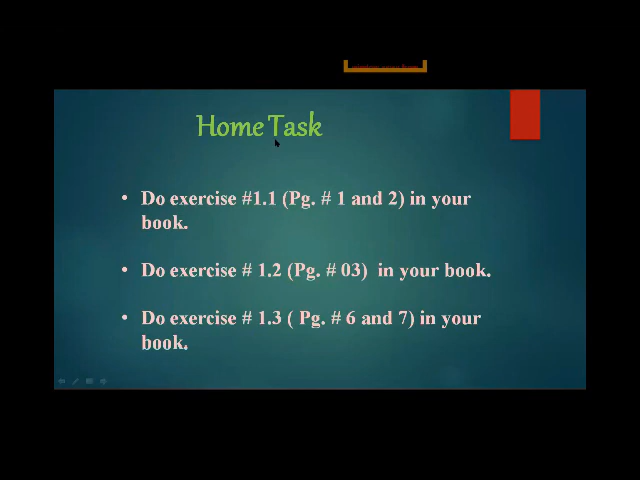 Home Task
• Do exercise #1.1 (Pg. # 1 and 2) in your
book.
• Do exercise # 1.2 (Pg. # 03) in your book.
• Do exercise # 1.3 ( Pg. # 6 and 7) in your
book.